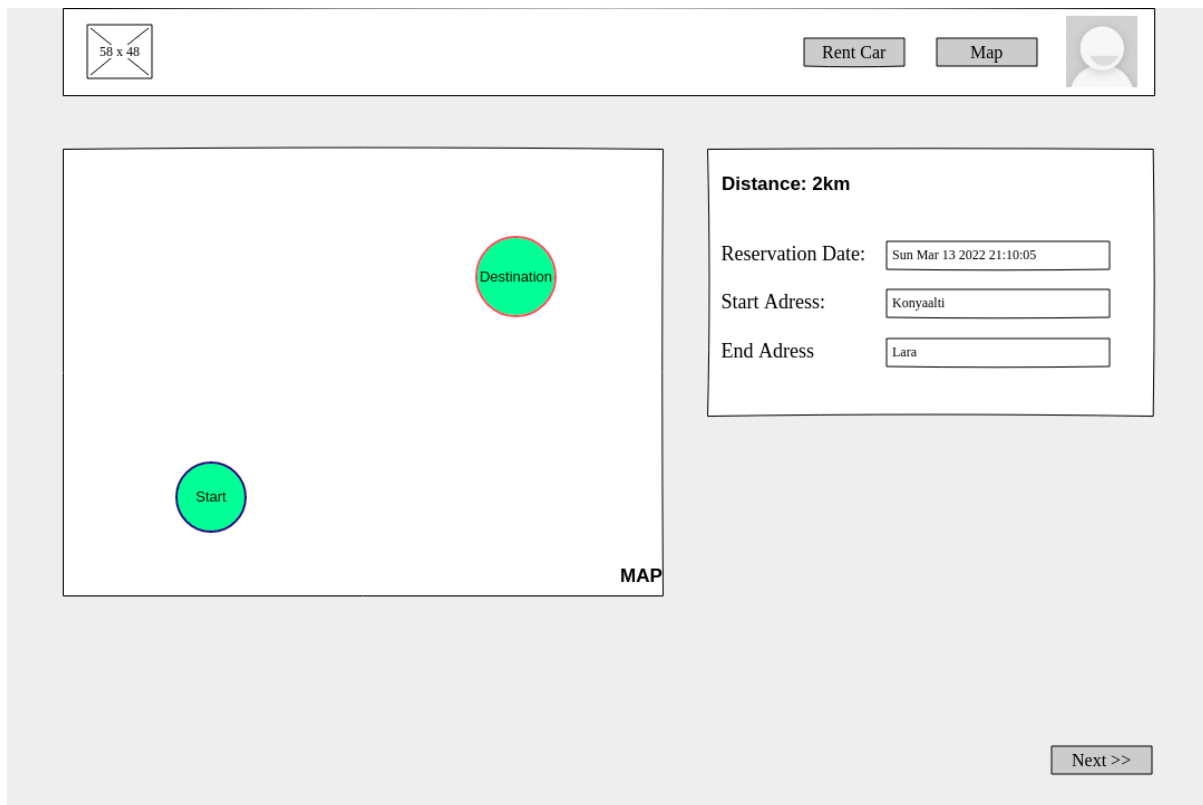 58 x 48
Rent Car
Map
Distance: 2km
Reservation Date:
Sun Mar 13 2022 21:10:05
Destination
Start Adress:
Konyaalti
End Adress
Lara
Start
MAP
Next >>